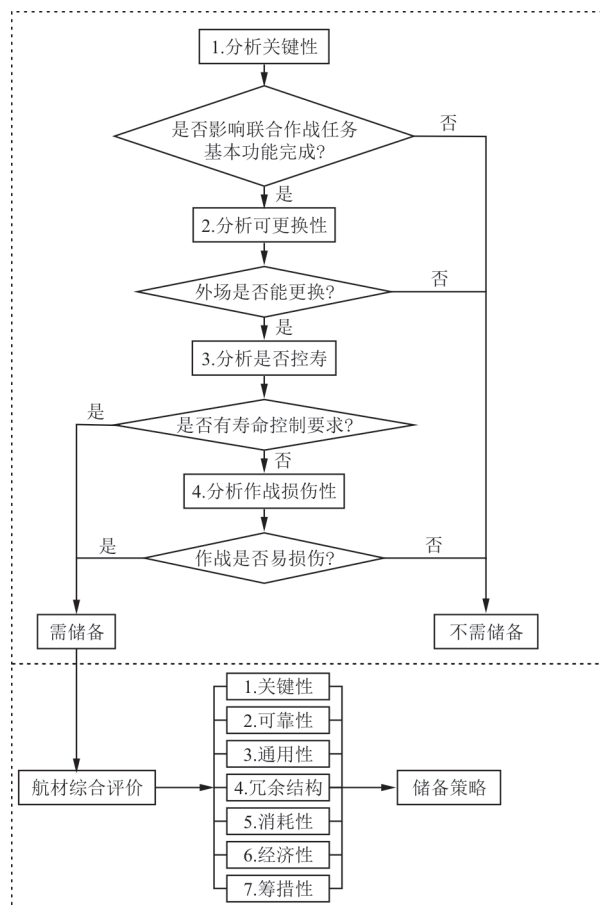 1.分析关键性
是否影响联合作战任务
基本功能完成?
否
是
2.分析可更换性
外场是否能更换?
否
是
3.分析是否控寿
是
是否有寿命控制要求?
否
4.分析作战损伤性
是
作战是否易损伤?
否
需储备
不需储备
1.关键性
2.可靠性
3.通用性
航材综合评价
4.冗余结构
储备策略
5.消耗性
6.经济性
7.筹措性